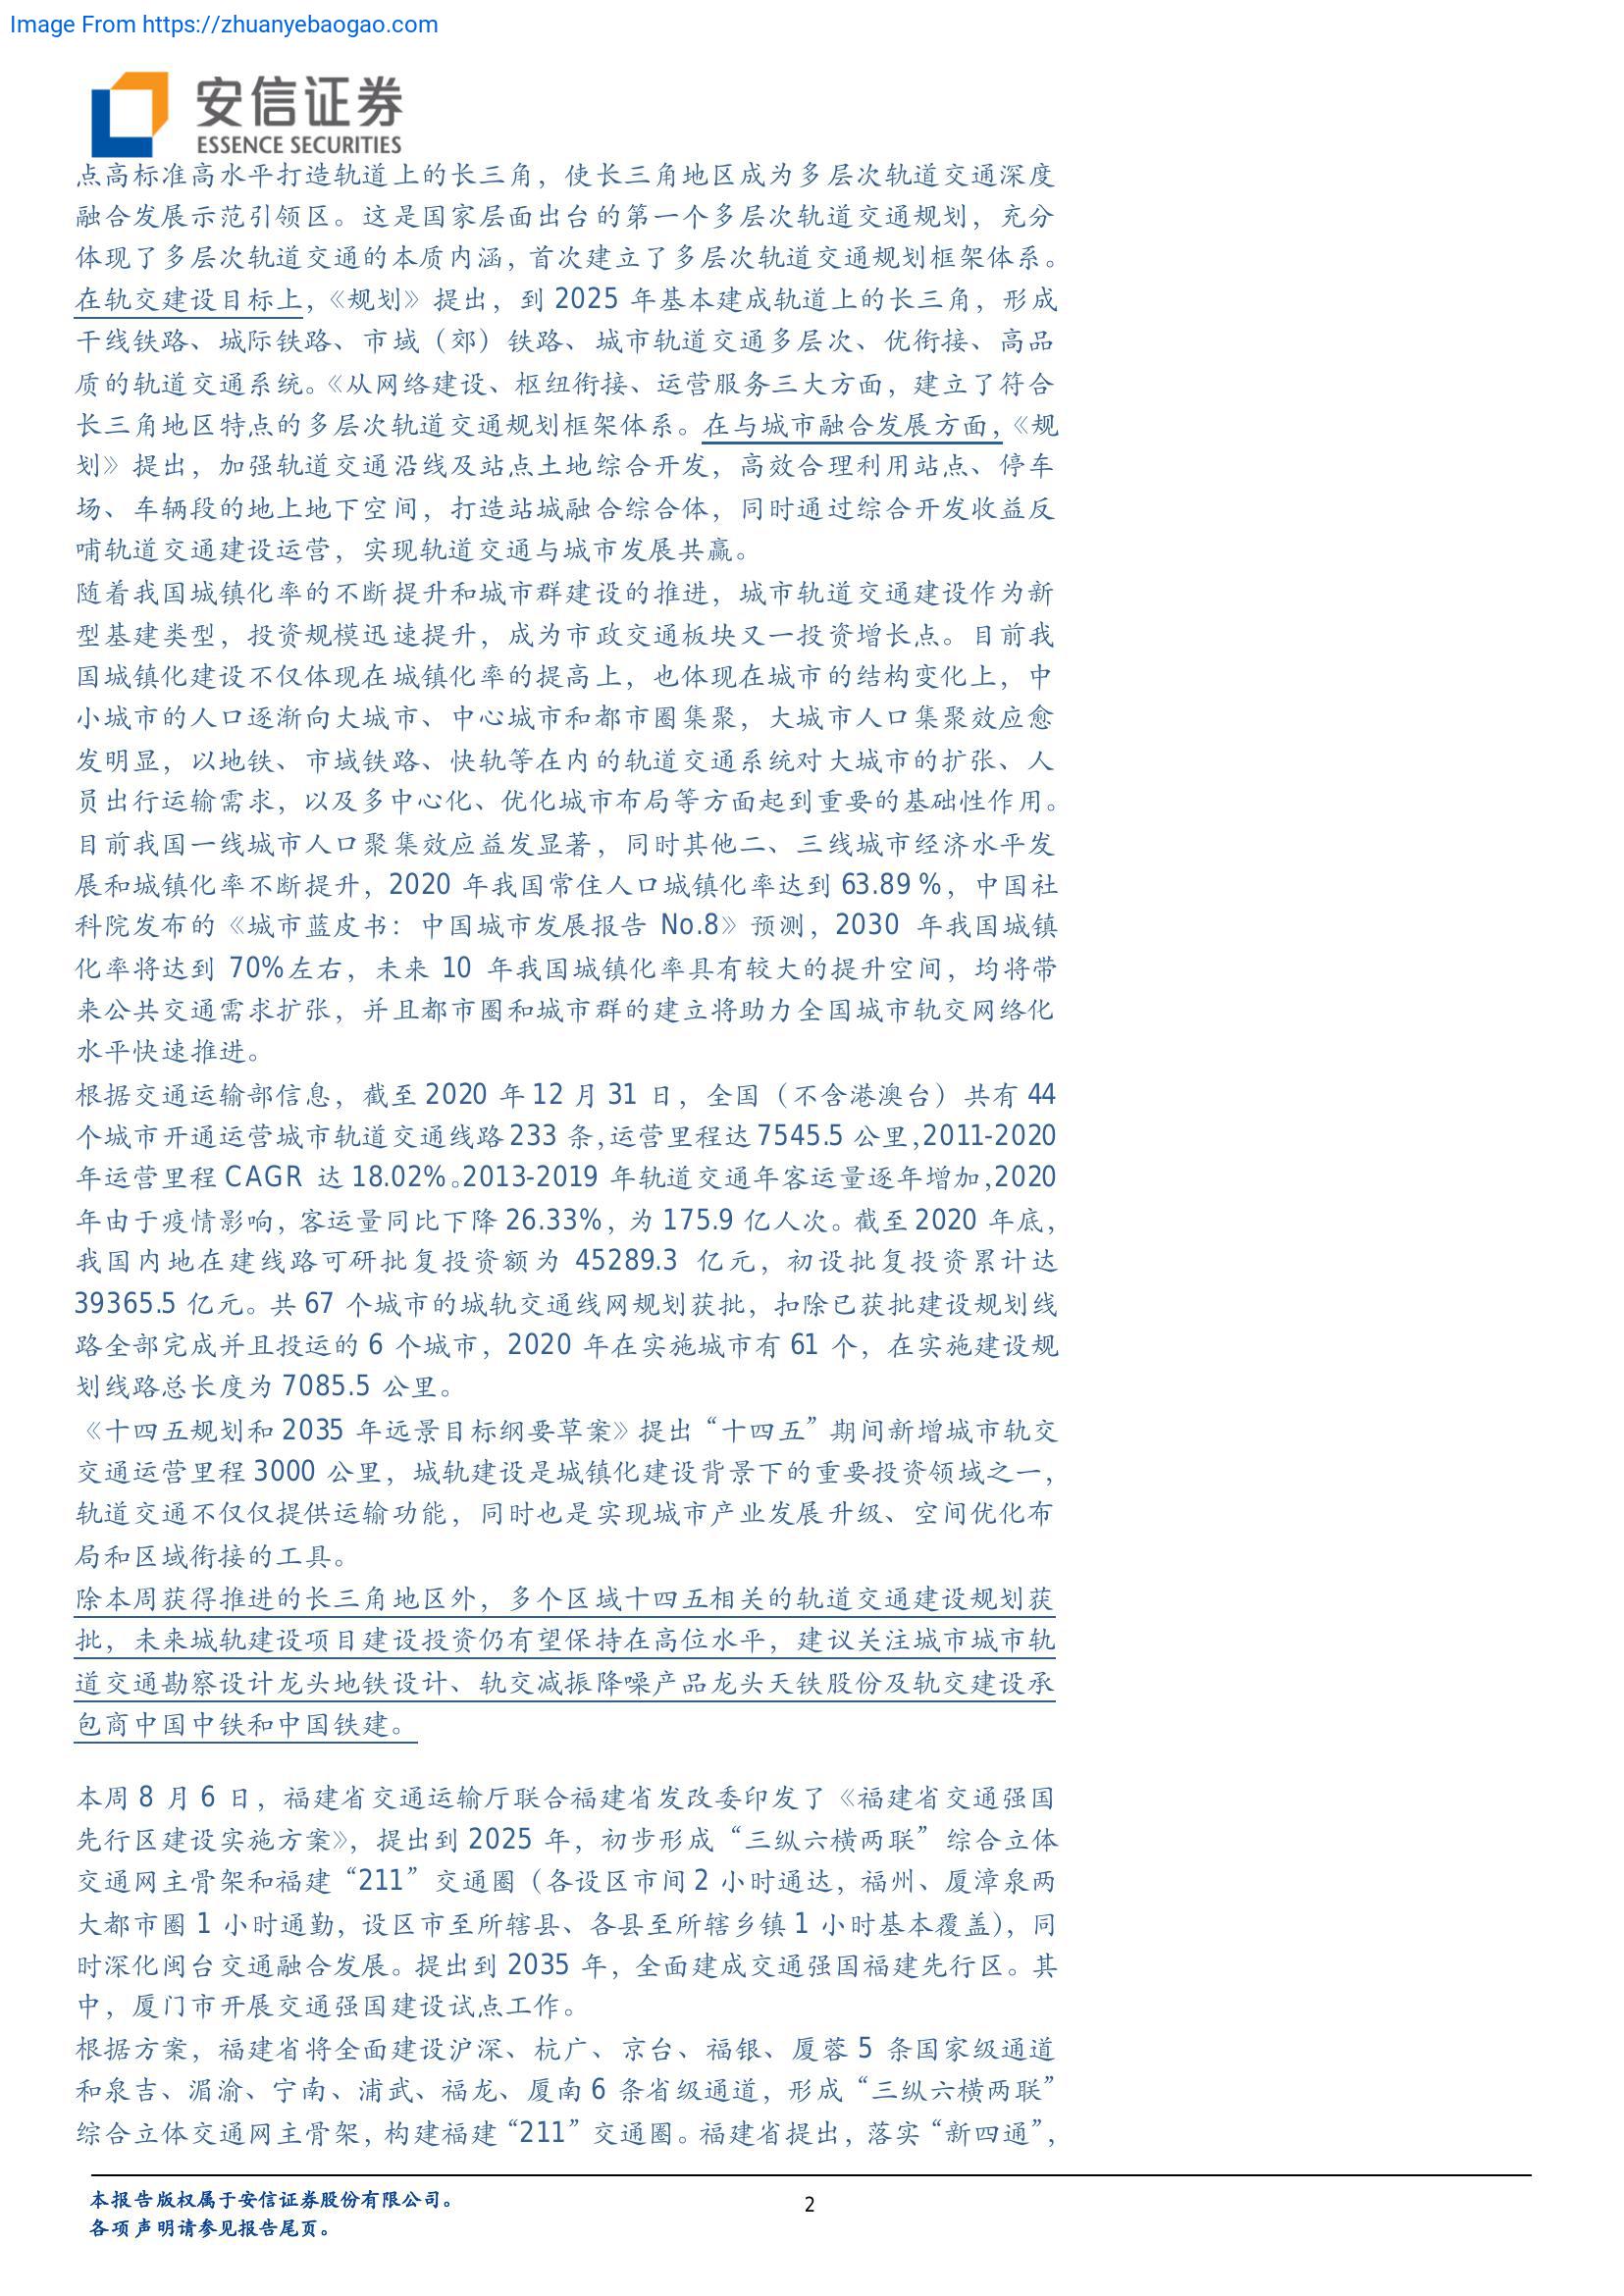 Image From https://zhuanyebaogao.com
安信证券
ESSENCE SECURITIES
点高标准高水平打造轨道上的长三角，使长三角地区成为多层次轨道交通深度
融合发展示范引领区。这是国家层面出台的第一个多层次轨道交通规划，充分
体现了多层次轨道交通的本质内涵，首次建立了多层次轨道交通规划框架体系。
在轨交建设目标上，《规划》提出，到 2025 年基本建成轨道上的长三角，形成
干线铁路、城际铁路、市域（郊）铁路、城市轨道交通多层次、优衔接、高品
质的轨道交通系统。《从网络建设、枢纽衔接、运营服务三大方面，建立了符合
长三角地区特点的多层次轨道交通规划框架体系。在与城市融合发展方面，《规
划》提出，加强轨道交通沿线及站点土地综合开发，高效合理利用站点、停车
场、车辆段的地上地下空间，打造站城融合综合体，同时通过综合开发收益反
哺轨道交通建设运营，实现轨道交通与城市发展共赢。
随着我国城镇化率的不断提升和城市群建设的推进，城市轨道交通建设作为新
型基建类型，投资规模迅速提升，成为市政交通板块又一投资增长点。目前我
国城镇化建设不仅体现在城镇化率的提高上，也体现在城市的结构变化上，中
小城市的人口逐渐向大城市、中心城市和都市圈集聚，大城市人口集聚效应愈
发明显，以地铁、市域铁路、快轨等在内的轨道交通系统对大城市的扩张、人
员出行运输需求，以及多中心化、优化城市布局等方面起到重要的基础性作用。
目前我国一线城市人口聚集效应益发显著，同时其他二、三线城市经济水平发
展和城镇化率不断提升，2020 年我国常住人口城镇化率达到 63.89 %，中国社
科院发布的《城市蓝皮书：中国城市发展报告 No.8》预测，2030 年我国城镇
化率将达到 70%左右，未来 10 年我国城镇化率具有较大的提升空间，均将带
来公共交通需求扩张，并且都市圈和城市群的建立将助力全国城市轨交网络化
水平快速推进。
根据交通运输部信息，截至 2020 年 12 月 31 日，全国（不含港澳台）共有 44
个城市开通运营城市轨道交通线路 233 条，运营里程达 7545.5 公里，2011-2020
年运营里程 CAGR 达 18.02%。2013-2019 年轨道交通年客运量逐年增加，2020
年由于疫情影响，客运量同比下降 26.33%，为 175.9 亿人次。截至 2020 年底，
我国内地在建线路可研批复投资额为 45289.3 亿元，初设批复投资累计达
39365.5 亿元。共 67 个城市的城轨交通线网规划获批，扣除已获批建设规划线
路全部完成并且投运的 6 个城市，2020 年在实施城市有 61 个，在实施建设规
划线路总长度为 7085.5 公里。
《十四五规划和 2035 年远景目标纲要草案》提出“十四五”期间新增城市轨交
交通运营里程 3000 公里，城轨建设是城镇化建设背景下的重要投资领域之一，
轨道交通不仅仅提供运输功能，同时也是实现城市产业发展升级、空间优化布
局和区域衔接的工具。
除本周获得推进的长三角地区外，多个区域十四五相关的轨道交通建设规划获
批，未来城轨建设项目建设投资仍有望保持在高位水平，建议关注城市城市轨
道交通勘察设计龙头地铁设计、轨交减振降噪产品龙头天铁股份及轨交建设承
包商中国中铁和中国铁建。
本周 8 月 6 日，福建省交通运输厅联合福建省发改委印发了《福建省交通强国
先行区建设实施方案》，提出到 2025 年，初步形成“三纵六横两联”综合立体
交通网主骨架和福建“211”交通圈（各设区市间 2 小时通达，福州、厦漳泉两
大都市圈 1 小时通勤，设区市至所辖县、各县至所辖乡镇 1 小时基本覆盖），同
时深化闽台交通融合发展。提出到 2035 年，全面建成交通强国福建先行区。其
中，厦门市开展交通强国建设试点工作。
根据方案，福建省将全面建设沪深、杭广、京台、福银、厦蓉 5 条国家级通道
和泉吉、湄渝、宁南、浦武、福龙、厦南 6 条省级通道，形成“三纵六横两联”
综合立体交通网主骨架，构建福建“211”交通圈。福建省提出，落实“新四通”，
本报告版权属于安信证券股份有限公司。
各项声明请参见报告尾页。
2